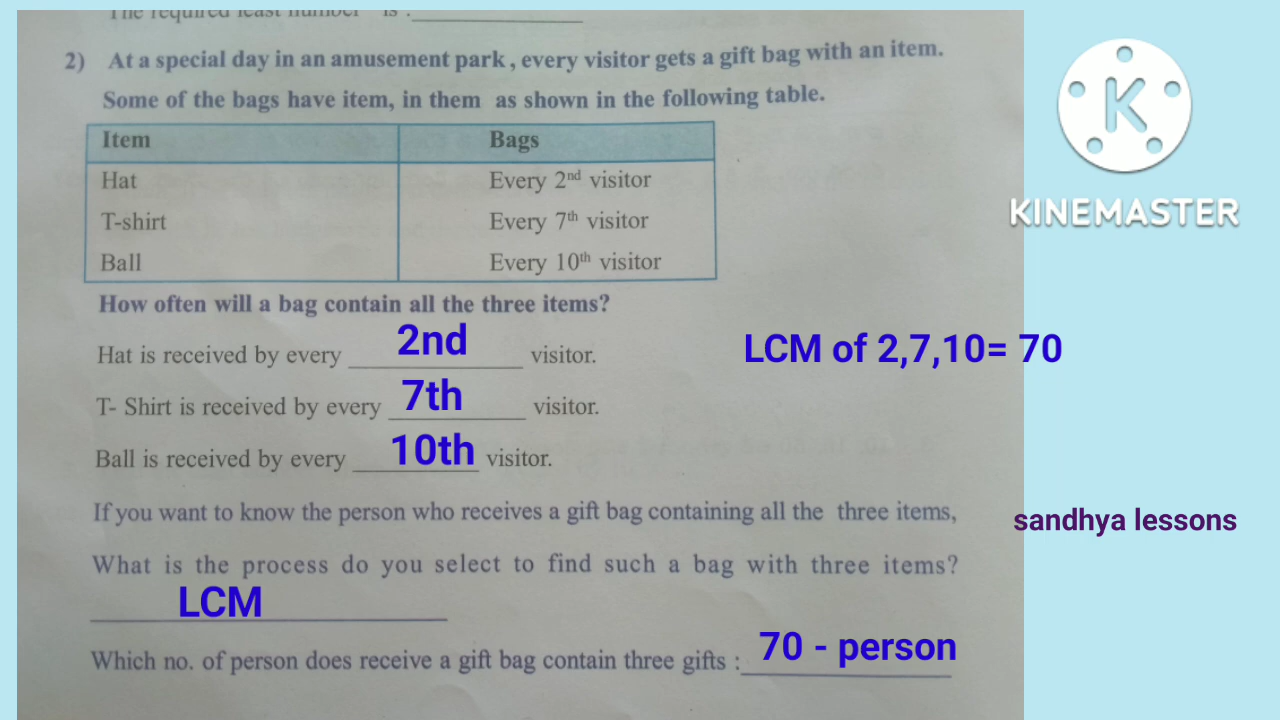 The required least number is :
2) At a special day in an amusement park, every visitor gets a gift bag with an item.
Some of the bags have item, in them as shown in the following table.
Item Bags
Hat Every 2nd visitor
T-shirt Every 7th visitor
Ball Every 10th visitor
How often will a bag contain all the three items?
Hat is received by every 2nd visitor.
LCM of 2,7,10= 70
T- Shirt is received by every 7th visitor.
Ball is received by every 10th visitor.
If you want to know the person who receives a gift bag containing all the three items,
What is the process do you select to find such a bag with three items?
LCM
Which no. of person does receive a gift bag contain three gifts : 70 - person
K
KINEMASTER
sandhya lessons